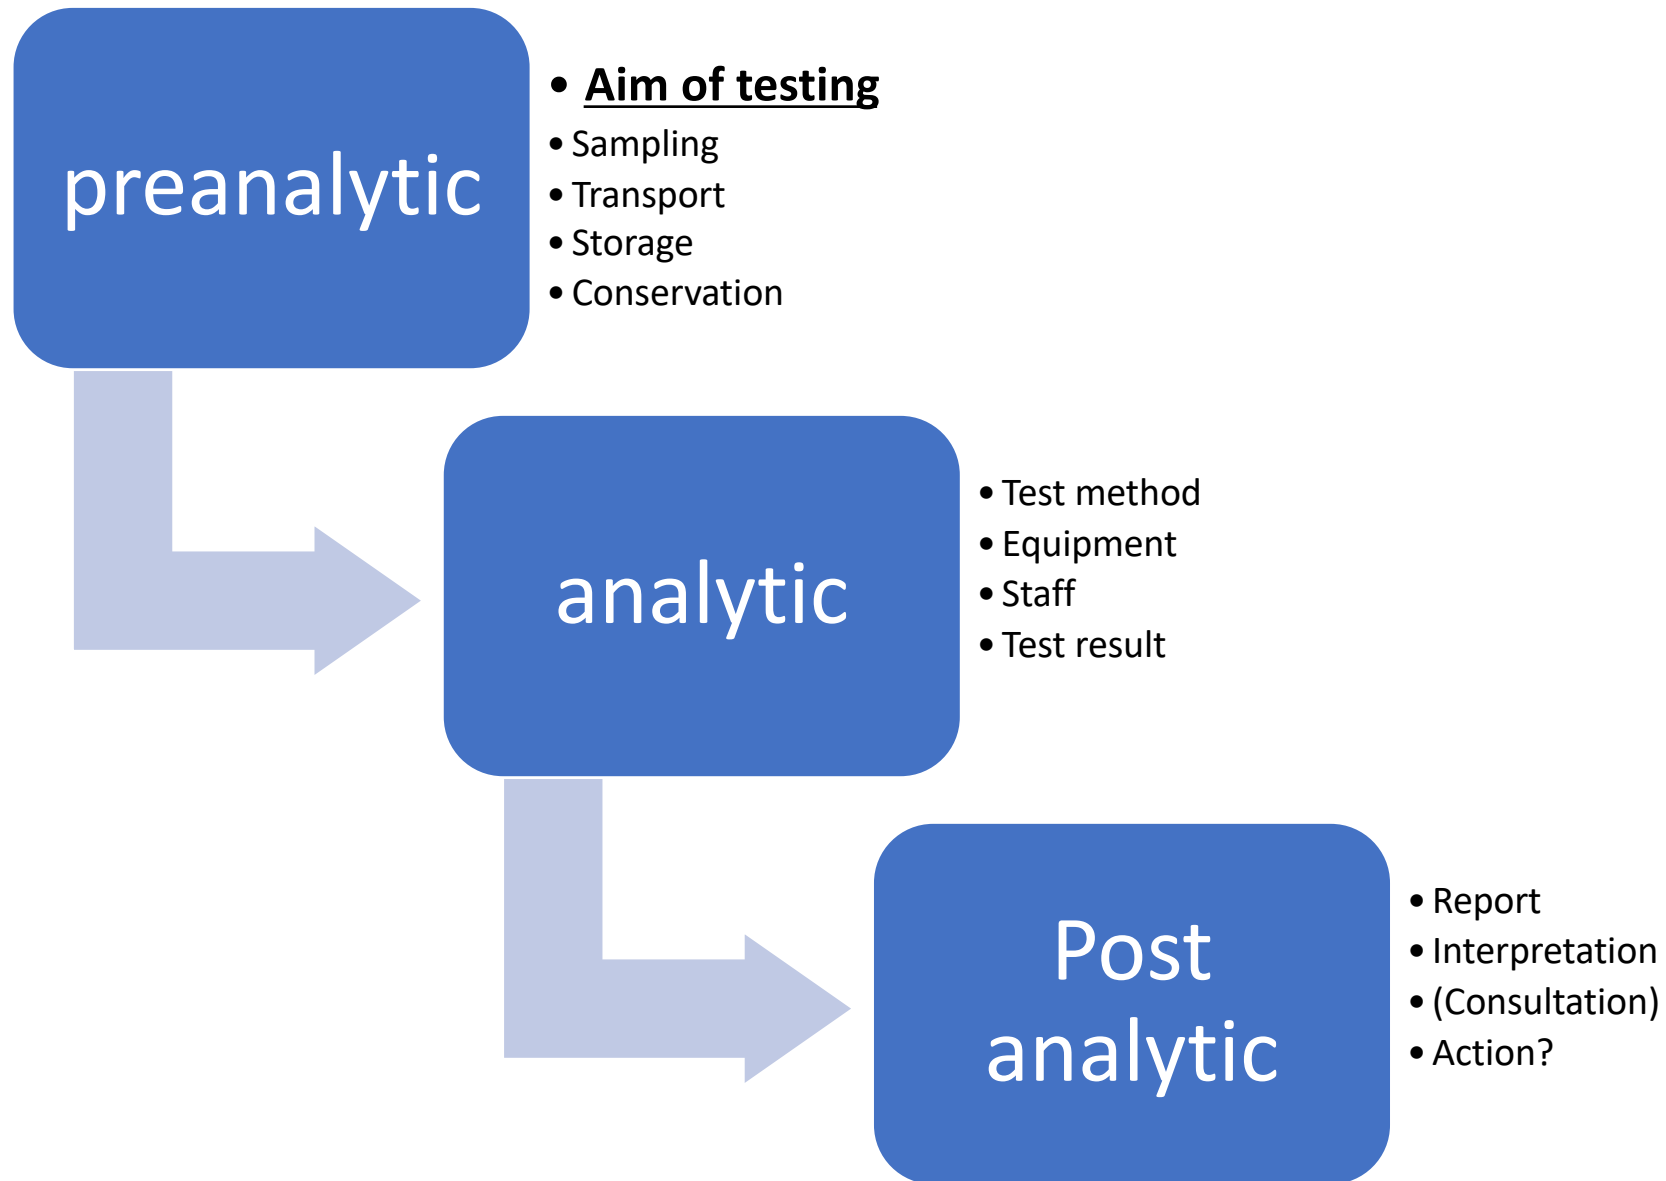 preanalytic
• Aim of testing
• Sampling
• Transport
• Storage
• Conservation
analytic
• Test method
• Equipment
• Staff
• Test result
Post
analytic
• Report
• Interpretation
• (Consultation)
• Action?